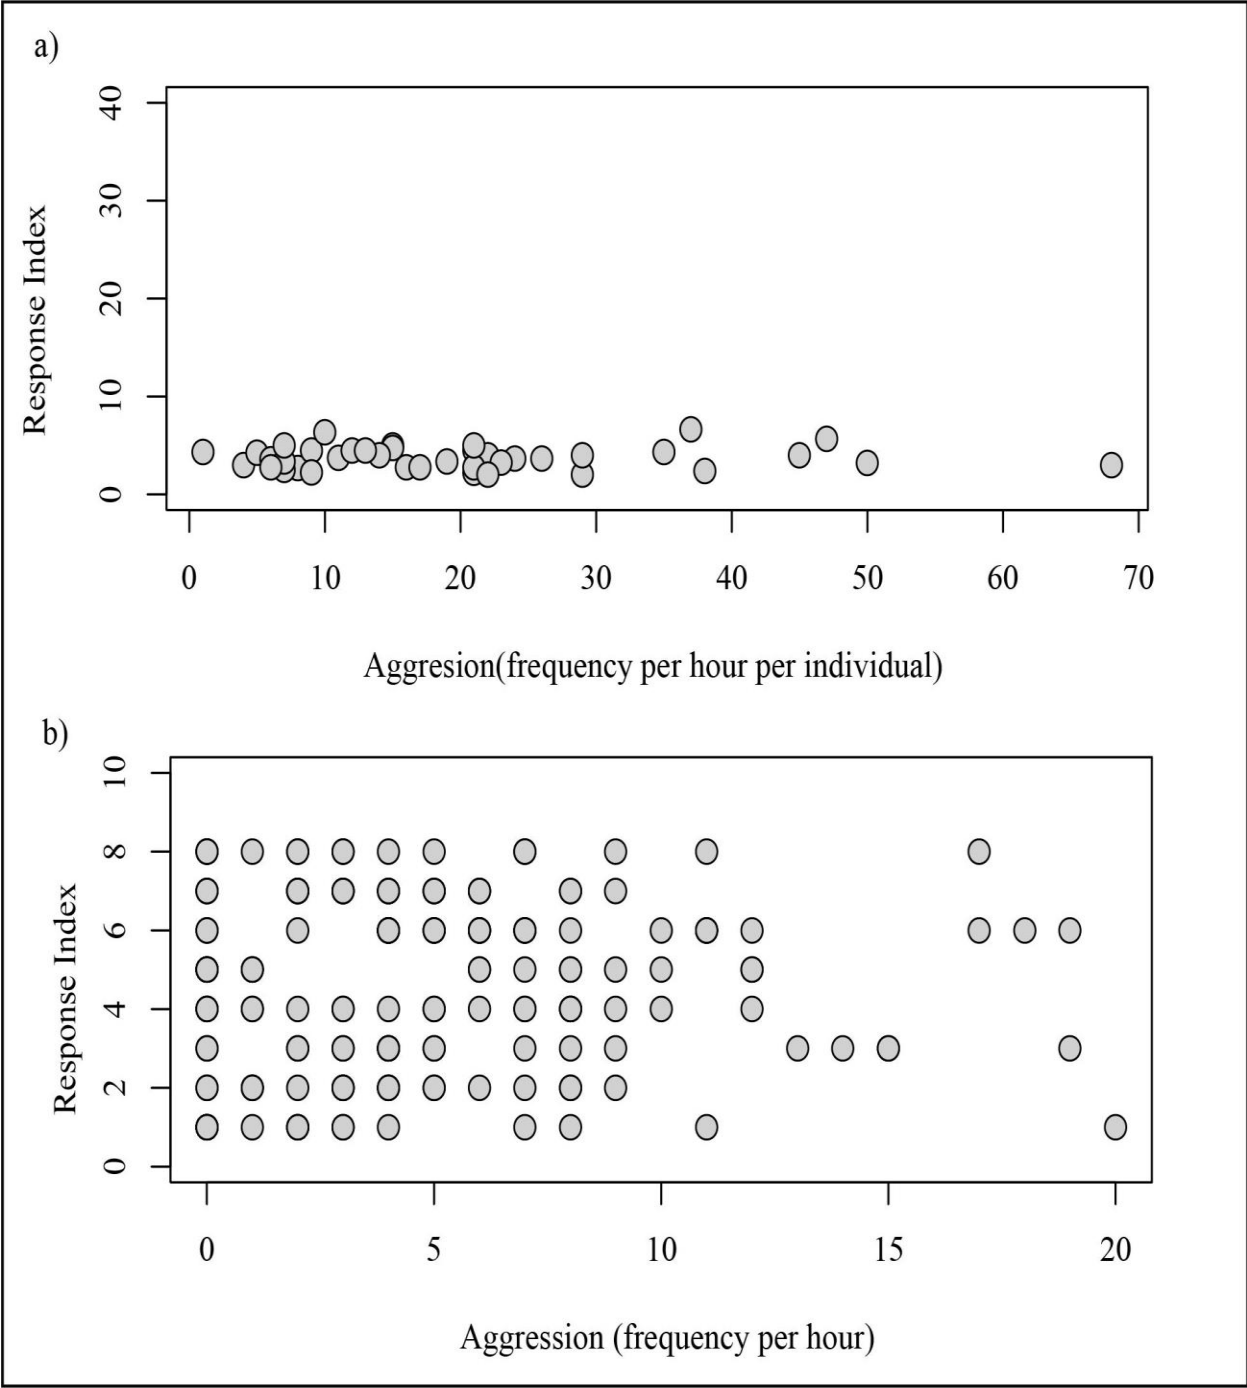 a)
40
30
20
10
0
Response Index
0 10 20 30 40 50 60 70
Aggresion(frequency per hour per individual)
b)
10
8
6
4
2
0
Response Index
0 5 10 15 20
Aggression (frequency per hour)